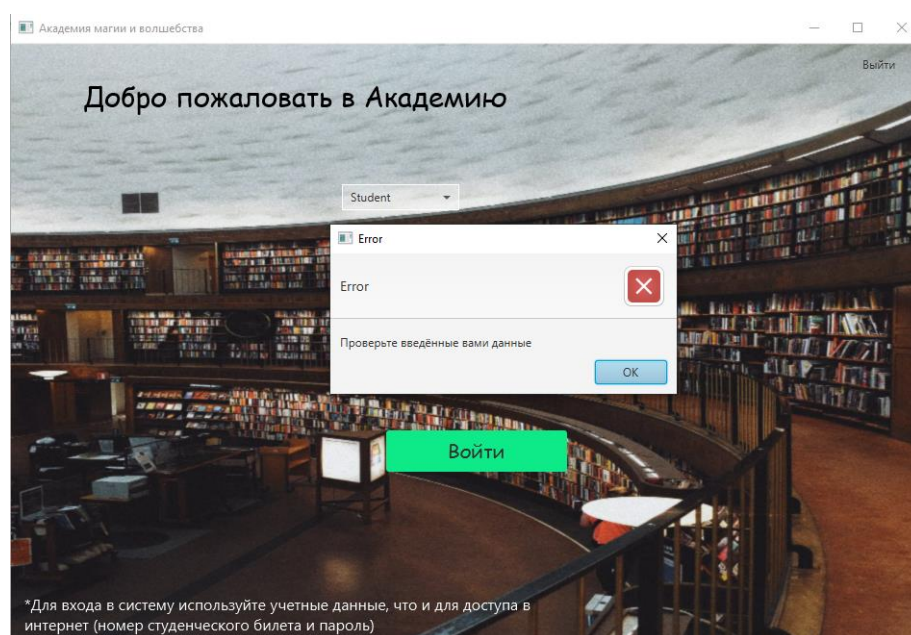 Академия магии и волшебства
Выйти
Добро пожаловать в Академию
Student
Error
Error
Проверьте введённые вами данные
OK
Войти
*Для входа в систему используйте учетные данные, что и для доступа в
интернет (номер студенческого билета и пароль)